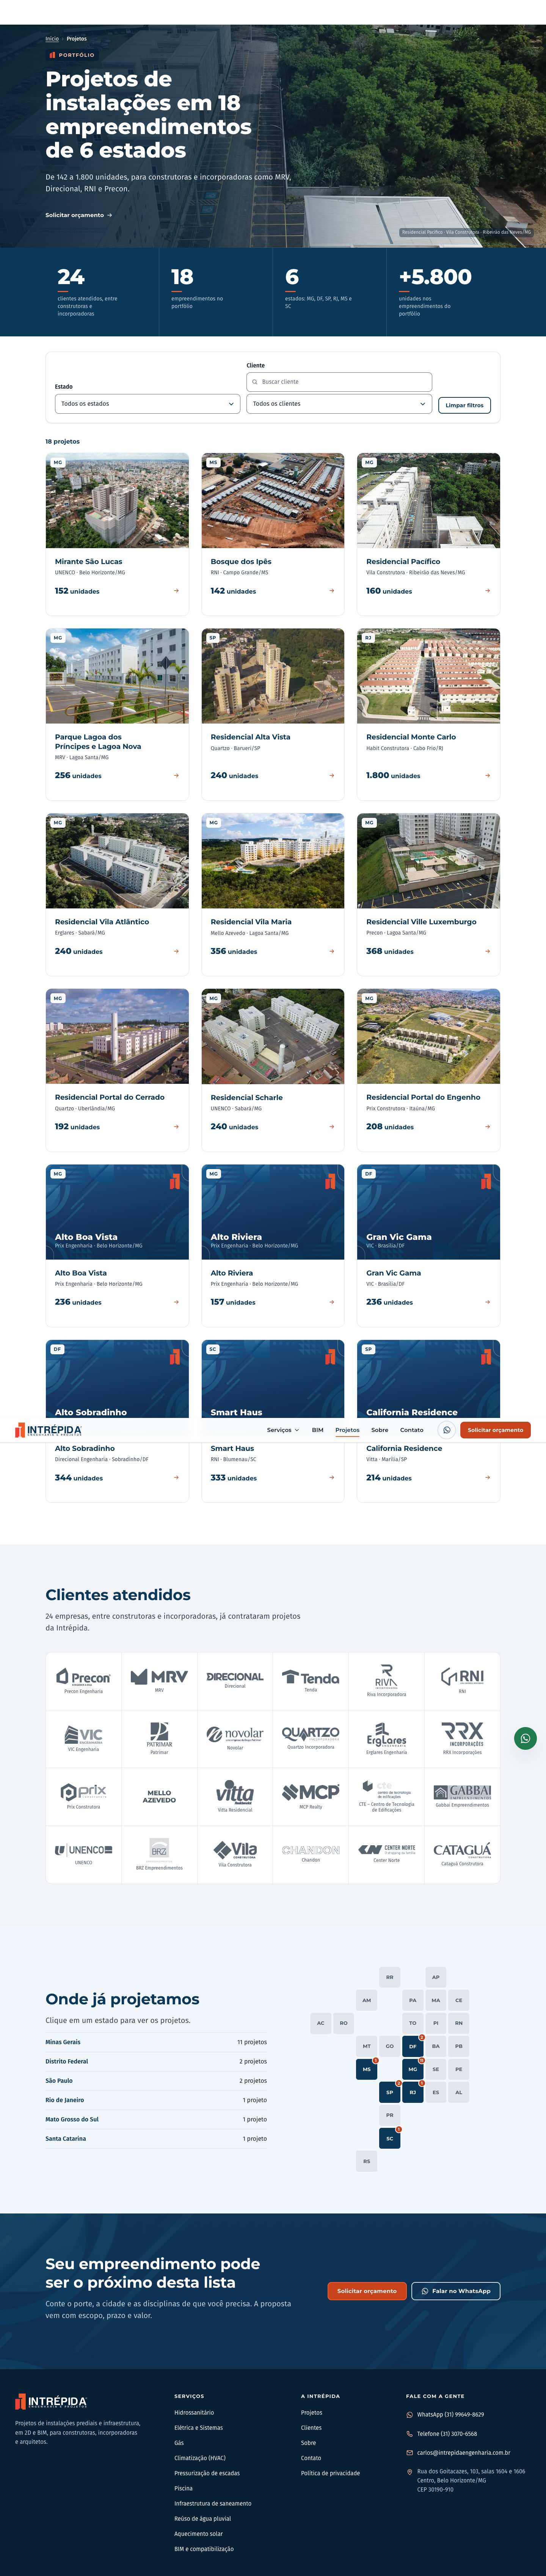 Início › Projetos
PORTFÓLIO
Projetos de
instalações em 18
empreendimentos
de 6 estados
De 142 a 1.800 unidades, para construtoras e incorporadoras como MRV,
Direcional, RNI e Precon.
Solicitar orçamento →
Residencial Pacífico · Vila Construtora · Ribeirão das Neves/MG
24
clientes atendidos, entre
construtoras e
incorporadoras
18
empreendimentos no
portfólio
6
estados: MG, DF, SP, RJ, MS e
SC
+5.800
unidades nos
empreendimentos do
portfólio
Estado
Todos os estados
Cliente
Buscar cliente
Todos os clientes
Limpar filtros
18 projetos
MG
Mirante São Lucas
UNENCO · Belo Horizonte/MG
152 unidades →
MS
Bosque dos Ipês
RNI · Campo Grande/MS
142 unidades →
MG
Residencial Pacífico
Vila Construtora · Ribeirão das Neves/MG
160 unidades →
MG
Parque Lagoa dos
Príncipes e Lagoa Nova
MRV · Lagoa Santa/MG
256 unidades →
SP
Residencial Alta Vista
Quartzo · Barueri/SP
240 unidades →
RJ
Residencial Monte Carlo
Habit Construtora · Cabo Frio/RJ
1.800 unidades →
MG
Residencial Vila Atlântico
Erglares · Sabará/MG
240 unidades →
MG
Residencial Vila Maria
Mello Azevedo · Lagoa Santa/MG
356 unidades →
MG
Residencial Ville Luxemburgo
Precon · Lagoa Santa/MG
368 unidades →
MG
Residencial Portal do Cerrado
Quartzo · Uberlândia/MG
192 unidades →
MG
Residencial Scharle
UNENCO · Sabará/MG
240 unidades →
MG
Residencial Portal do Engenho
Prix Construtora · Itaúna/MG
208 unidades →
MG
Alto Boa Vista
Prix Engenharia · Belo Horizonte/MG
Alto Boa Vista
Prix Engenharia · Belo Horizonte/MG
236 unidades →
MG
Alto Riviera
Prix Engenharia · Belo Horizonte/MG
Alto Riviera
Prix Engenharia · Belo Horizonte/MG
157 unidades →
DF
Gran Vic Gama
VIC · Brasília/DF
Gran Vic Gama
VIC · Brasília/DF
236 unidades →
DF
Alto Sobradinho
SC
Smart Haus
SP
California Residence
INTRÉPIDA
ENGENHARIA E PROJETOS
Serviços
BIM
Projetos
Sobre
Contato
Solicitar orçamento
Alto Sobradinho
Direcional Engenharia · Sobradinho/DF
344 unidades →
Smart Haus
RNI · Blumenau/SC
333 unidades →
California Residence
Vitta · Marília/SP
214 unidades →
Clientes atendidos
24 empresas, entre construtoras e incorporadoras, já contrataram projetos
da Intrépida.
Precon
Precon Engenharia
MRV
MRV
DIRECIONAL
Direcional
Tenda
Tenda
RIVA
Riva Incorporadora
RNI
RNI
VIC
VIC Engenharia
PATRIMAR
Patrimar
novolar
Novolar
QUARTZO
Quartzo Incorporadora
ErgLares
Erglares Engenharia
RRX
INCORPORAÇÕES
RRX Incorporações
prix
Prix Construtora
MELLO
AZEVEDO
vitta
Residencial
Vitta Residencial
MCP
MCP Realty
cte
centro de tecnologia
de edificações
CTE – Centro de Tecnologia
de Edificações
GABBAI
Gabbai Empreendimentos
UNENCO
UNENCO
BRZ
BRZ Empreendimentos
Vila
CONSTRUTORA
Vila Construtora
CHANDON
Chandon
CENTER NORTE
Center Norte
CATAGUÁ
Cataguá Construtora
Onde já projetamos
Clique em um estado para ver os projetos.
Minas Gerais 11 projetos
Distrito Federal 2 projetos
São Paulo 2 projetos
Rio de Janeiro 1 projeto
Mato Grosso do Sul 1 projeto
Santa Catarina 1 projeto
RR AP
AM PA MA CE
AC RO TO PI RN
MT GO DF 2 BA PB
MS 1 MG 11 SE PE
SP 2 RJ 1 ES AL
PR
SC 1
RS
Seu empreendimento pode
ser o próximo desta lista
Conte o porte, a cidade e as disciplinas de que você precisa. A proposta
vem com escopo, prazo e valor.
Solicitar orçamento
Falar no WhatsApp
INTRÉPIDA
ENGENHARIA E PROJETOS
Projetos de instalações prediais e infraestrutura,
em 2D e BIM, para construtoras, incorporadoras
e arquitetos.
SERVIÇOS
Hidrossanitário
Elétrica e Sistemas
Gás
Climatização (HVAC)
Pressurização de escadas
Piscina
Infraestrutura de saneamento
Reúso de água pluvial
Aquecimento solar
BIM e compatibilização
A INTRÉPIDA
Projetos
Clientes
Sobre
Contato
Política de privacidade
FALE COM A GENTE
WhatsApp (31) 99649-8629
Telefone (31) 3070-6568
carlos@intrepidaengenharia.com.br
Rua dos Goitacazes, 103, salas 1604 e 1606
Centro, Belo Horizonte/MG
CEP 30190-910